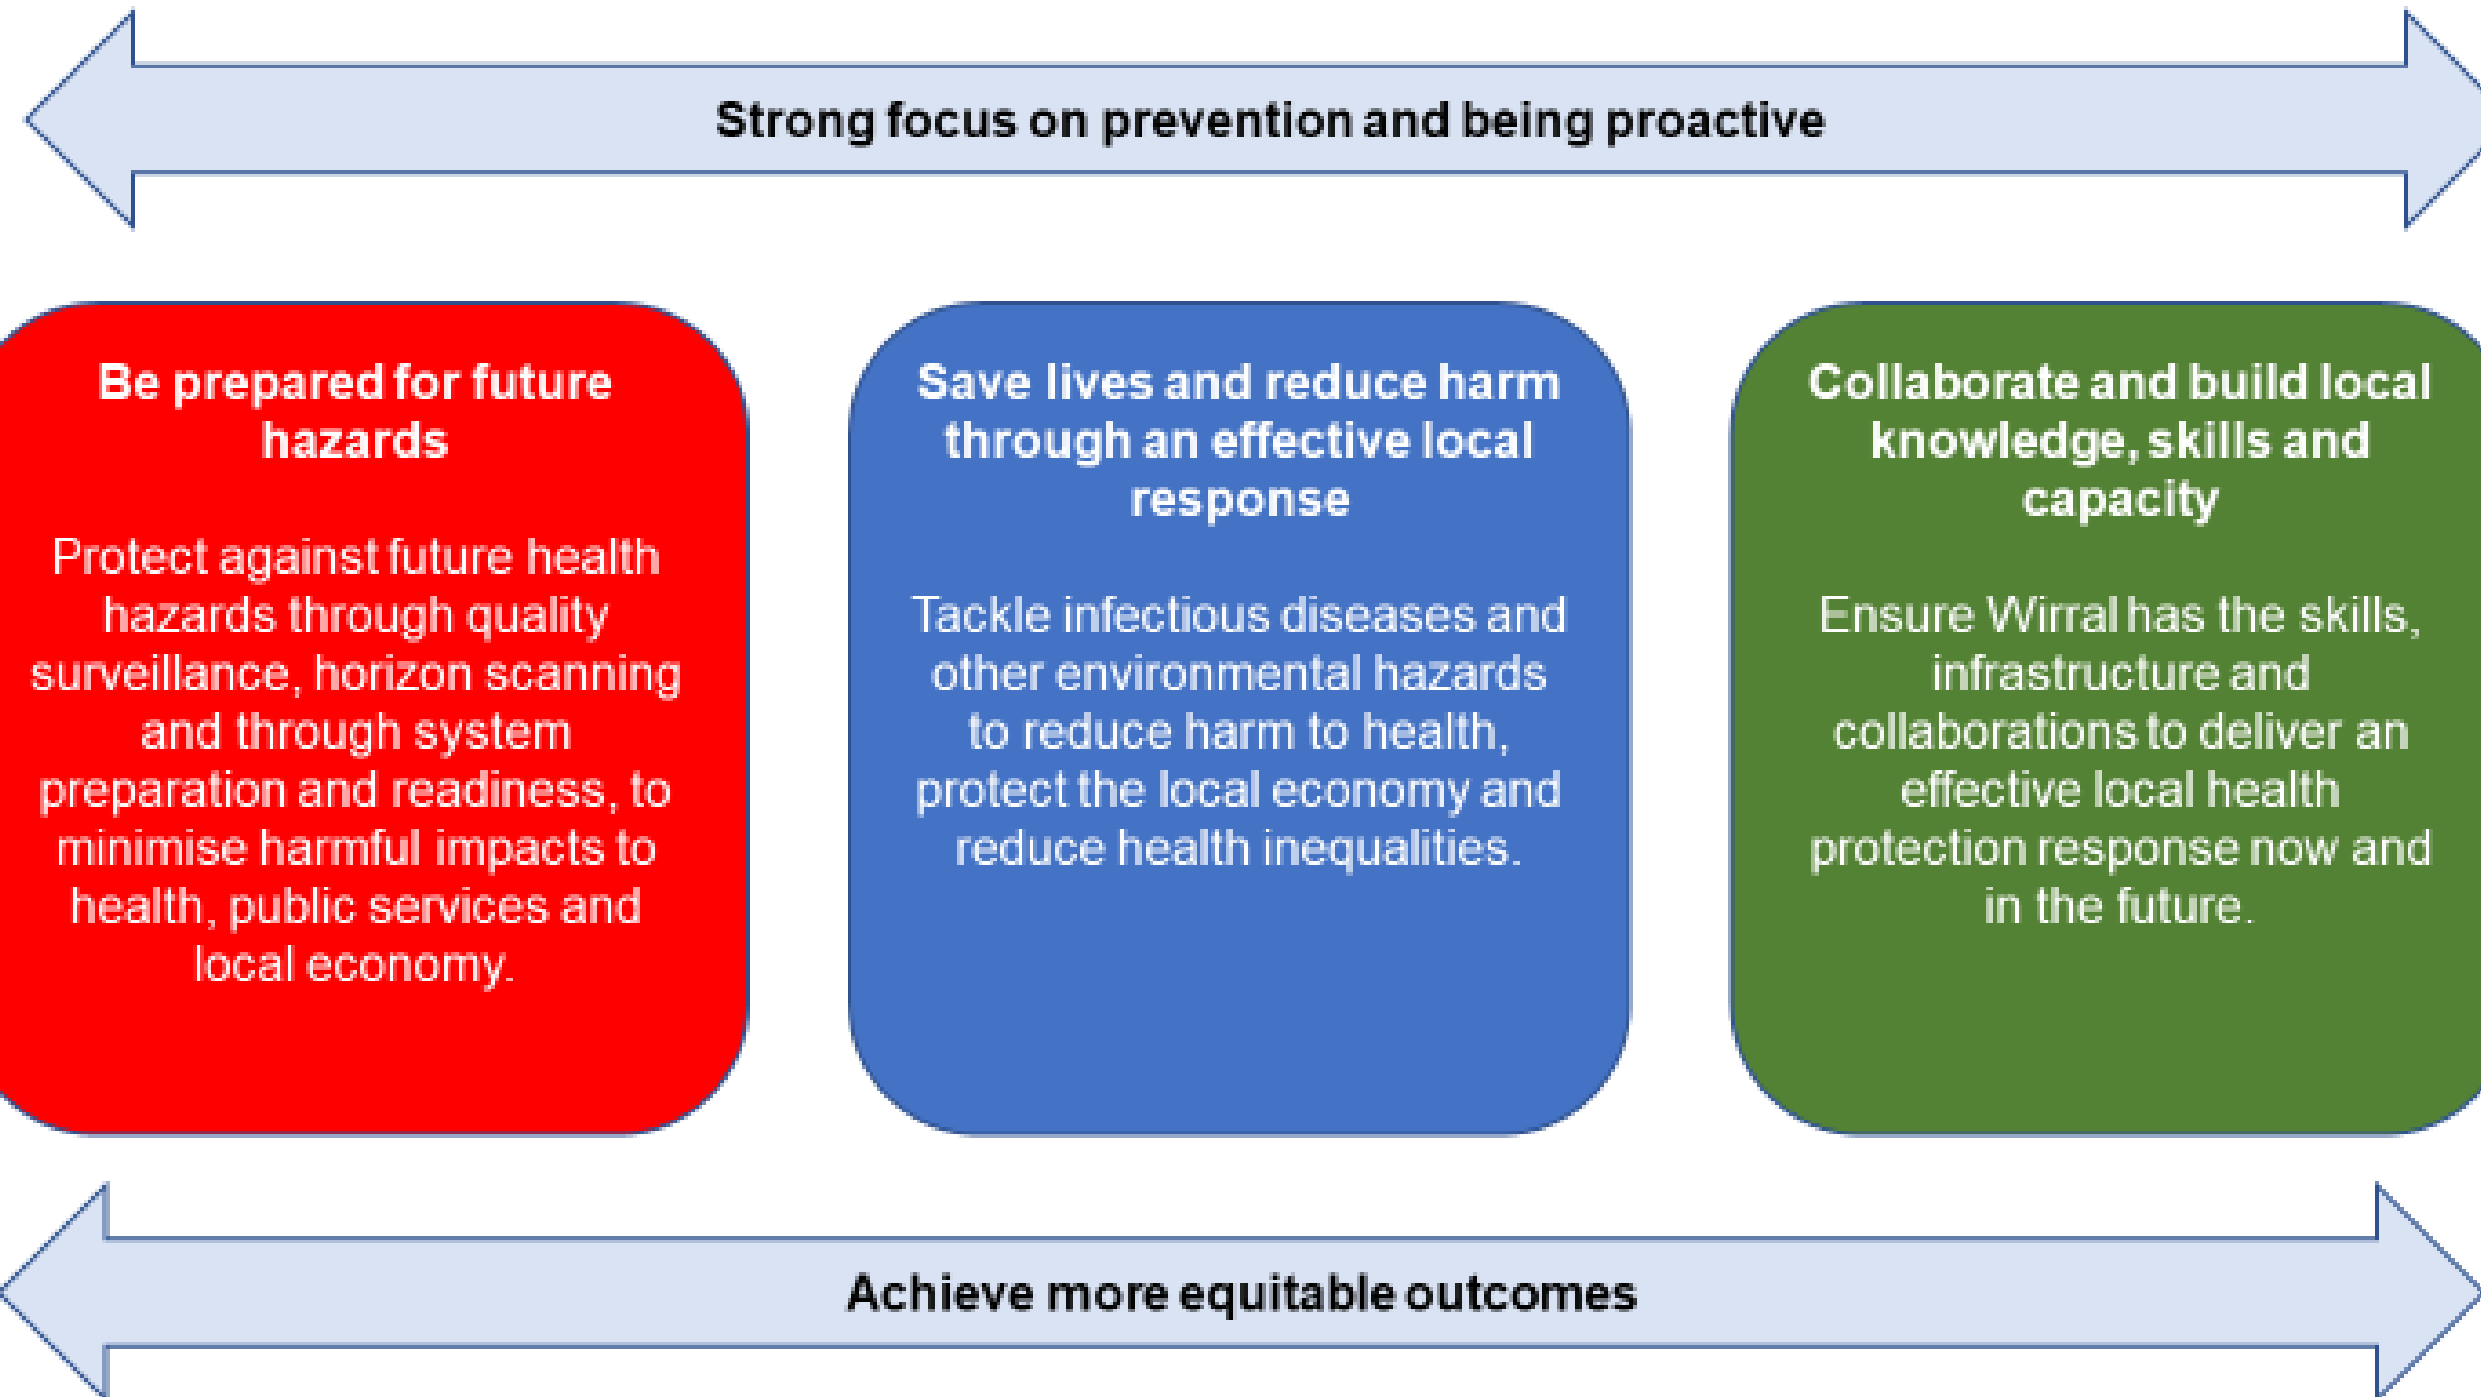 Strong focus on prevention and being proactive
Be prepared for future
hazards
Protect against future health
hazards through quality
surveillance, horizon scanning
and through system
preparation and readiness, to
minimise harmful impacts to
health, public services and
local economy.
Save lives and reduce harm
through an effective local
response
Tackle infectious diseases and
other environmental hazards
to reduce harm to health,
protect the local economy and
reduce health inequalities.
Collaborate and build local
knowledge, skills and
capacity
Ensure Wirral has the skills,
infrastructure and
collaborations to deliver an
effective local health
protection response now and
in the future.
Achieve more equitable outcomes